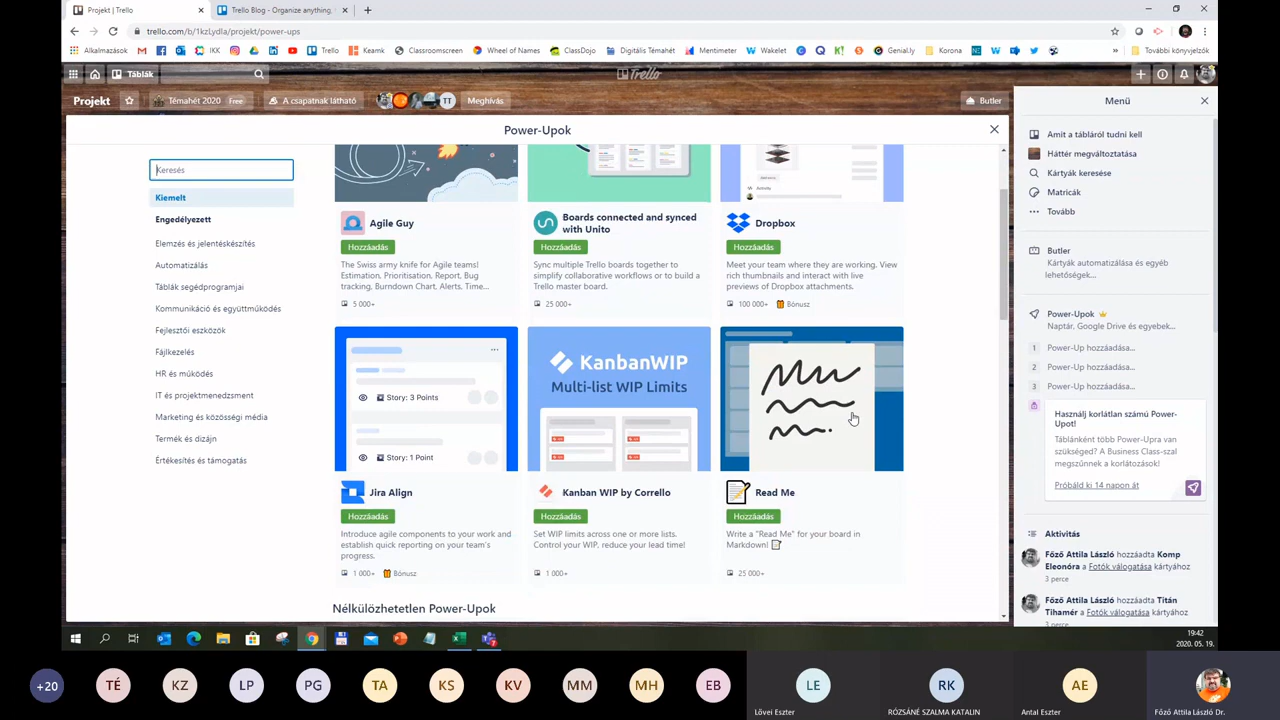 Projekt | Trello
Trello Blog - Organize anything,
trello.com/b/1kzLydla/projekt/power-ups
Alkalmazások
IKK
Trello
Keamk
Classroomscreen
Wheel of Names
ClassDojo
Digitális Témahét
Mentimeter
Wakelet
Genial.ly
Korona
»
További könyvjelzők
Táblák
Trello
Projekt
Témahét 2020
Free
A csapatnak látható
TT
Meghívás
Butler
Power-Upok
Keresés
Kiemelt
Engedélyezett
Elemzés és jelentéskészítés
Automatizálás
Táblák segédprogramjai
Kommunikáció és együttműködés
Fejlesztői eszközök
Fájlkezelés
HR és működés
IT és projektmenedzsment
Marketing és közösségi média
Termék és dizájn
Értékesítés és támogatás
Agile Guy
Hozzáadás
The Swiss army knife for Agile teams!
Estimation, Prioritisation, Report, Bug
tracking, Burndown Chart, Alerts, Time...
5 000+
Boards connected and synced
with Unito
Hozzáadás
Sync multiple Trello boards together to
simplify collaborative workflows or to build a
Trello master board.
25 000+
Dropbox
Hozzáadás
Meet your team where they are working. View
rich thumbnails and interact with live
previews of Dropbox attachments.
100 000+
Bónusz
Story: 3 Points
Story: 1 Point
Jira Align
Hozzáadás
Introduce agile components to your work and
establish quick reporting on your team's
progress.
1 000+
Bónusz
KanbanWIP
Multi-list WIP Limits
Kanban WIP by Corrello
Hozzáadás
Set WIP limits across one or more lists.
Control your WIP, reduce your lead time!
1 000+
Read Me
Hozzáadás
Write a "Read Me" for your board in
Markdown!
25 000+
Nélkülözhetetlen Power-Upok
Menü
Amit a tábláról tudni kell
Háttér megváltoztatása
Kártyák keresése
Matricák
Tovább
Butler
Kártyák automatizálása és egyéb
lehetőségek...
Power-Upok
Naptár, Google Drive és egyebek...
1 Power-Up hozzáadása...
2 Power-Up hozzáadása...
3 Power-Up hozzáadása...
Használj korlátlan számú Power-
Upot!
Táblánként több Power-Upra van
szükséged? A Business Class-szal
megszűnnek a korlátozások!
Próbáld ki 14 napon át
Aktivitás
Főző Attila László hozzáadta Komp
Eleonóra a Fotók válogatása kártyához
3 perce
Főző Attila László hozzáadta Titán
Tihamér a Fotók válogatása kártyához
3 perce
19:42
2020. 05. 19.
+20
TÉ
KZ
LP
PG
TA
KS
KV
MM
MH
EB
LE
Lővei Eszter
RK
RÓZSÁNÉ SZALMA KATALIN
AE
Antal Eszter
Főző Attila László Dr.